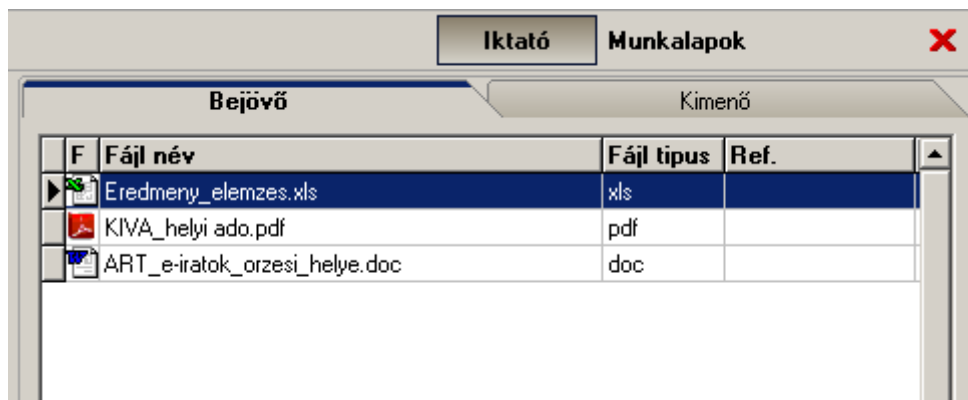 Iktató Munkalapok
Bejövő Kimenő
F Fájl név Fájl tipus Ref.
Eredmeny_elemzes.xls xls
KIVA_helyi ado.pdf pdf
ART_e-iratok_orzesi_helye.doc doc